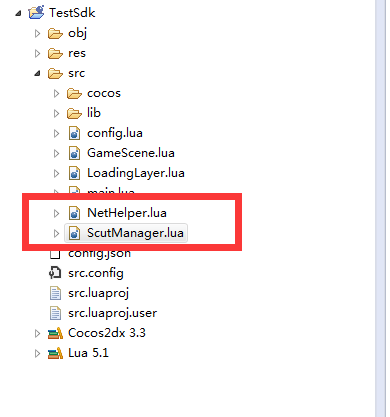 TestSdk
obj
res
src
cocos
lib
config.lua
GameScene.lua
LoadingLayer.lua
main.lua
NetHelper.lua
ScutManager.lua
config.json
src.config
src.luaproj
src.luaproj.user
Cocos2dx 3.3
Lua 5.1